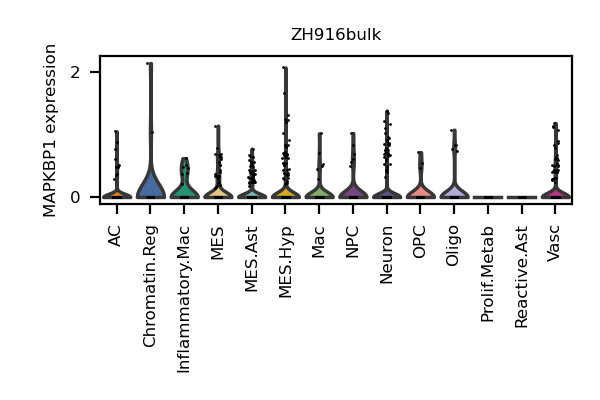 ZH916bulk
MAPKBP1 expression
2
0
AC
Chromatin.Reg
Inflammatory.Mac
MES
MES.Ast
MES.Hyp
Mac
NPC
Neuron
OPC
Oligo
Prolif.Metab
Reactive.Ast
Vasc